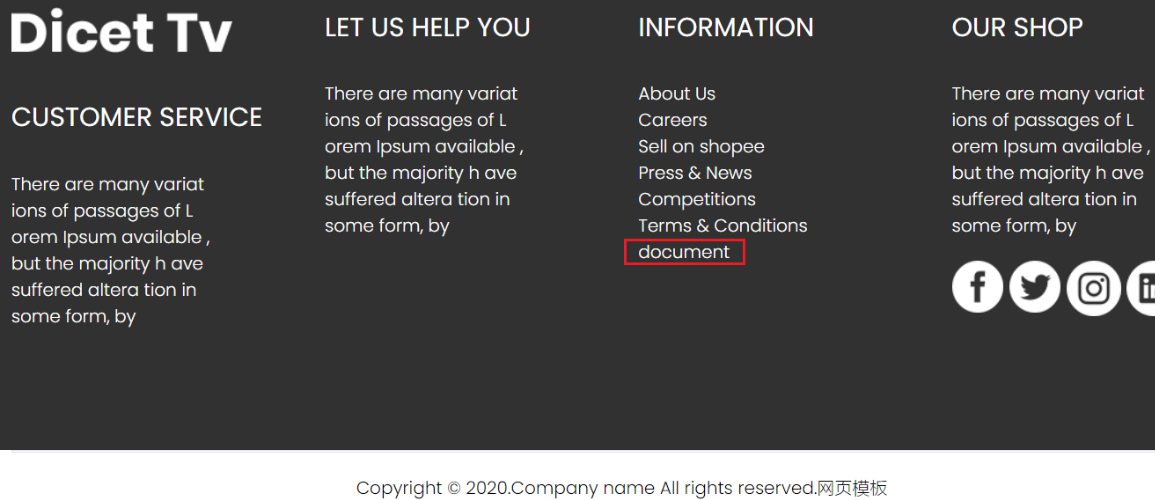 Dicet Tv
CUSTOMER SERVICE
There are many variat
ions of passages of L
orem Ipsum available ,
but the majority h ave
suffered altera tion in
some form, by
LET US HELP YOU
There are many variat
ions of passages of L
orem Ipsum available ,
but the majority h ave
suffered altera tion in
some form, by
INFORMATION
About Us
Careers
Sell on shopee
Press & News
Competitions
Terms & Conditions
document
OUR SHOP
There are many variat
ions of passages of L
orem Ipsum available ,
but the majority h ave
suffered altera tion in
some form, by
Copyright © 2020.Company name All rights reserved.网页模板